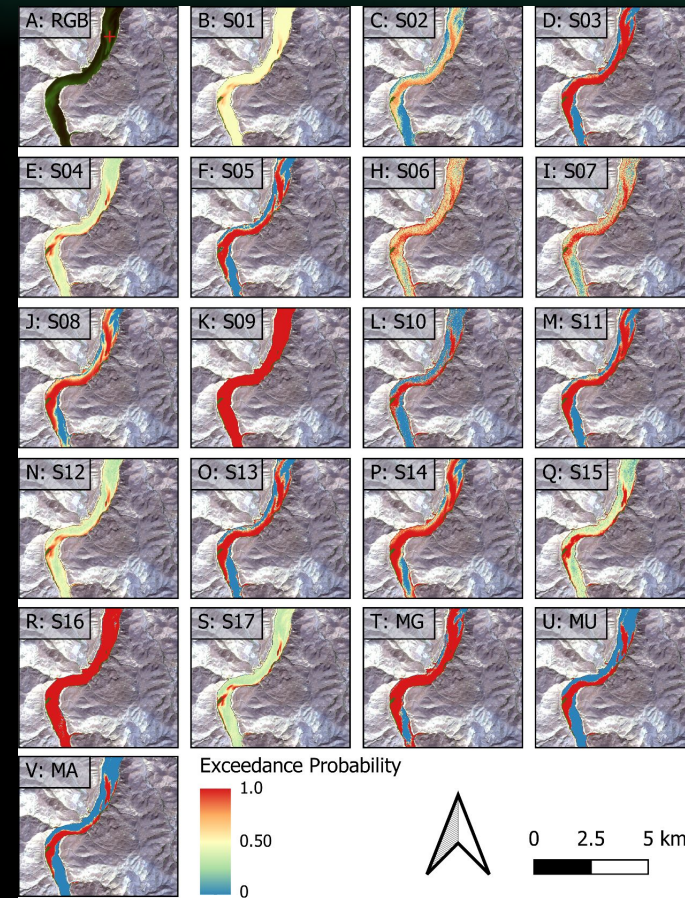 A: RGB
B: S01
C: S02
D: S03
E: S04
F: S05
H: S06
I: S07
J: S08
K: S09
L: S10
M: S11
N: S12
O: S13
P: S14
Q: S15
R: S16
S: S17
T: MG
U: MU
V: MA
Exceedance Probability
1.0
0.50
0
0 2.5 5 km